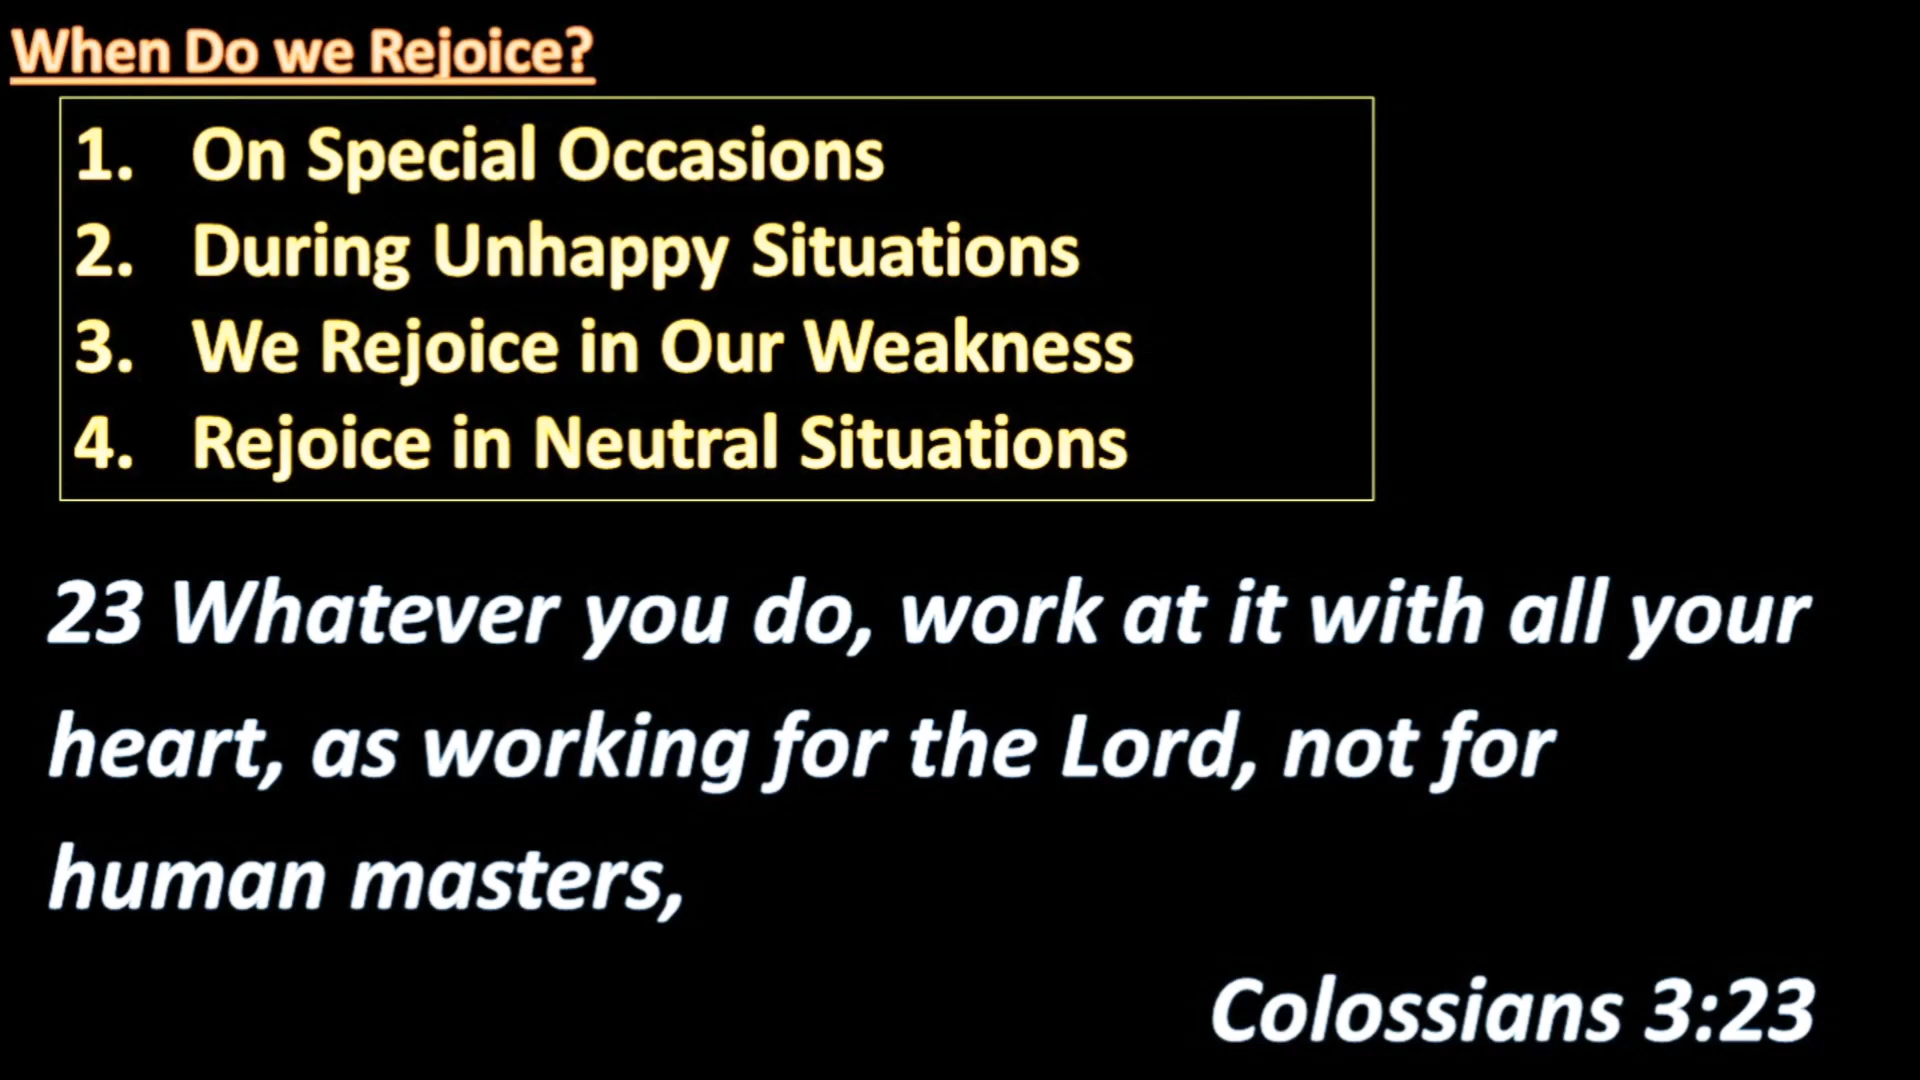 When Do we Rejoice?
1. On Special Occasions
2. During Unhappy Situations
3. We Rejoice in Our Weakness
4. Rejoice in Neutral Situations
23 Whatever you do, work at it with all your
heart, as working for the Lord, not for
human masters,
Colossians 3:23